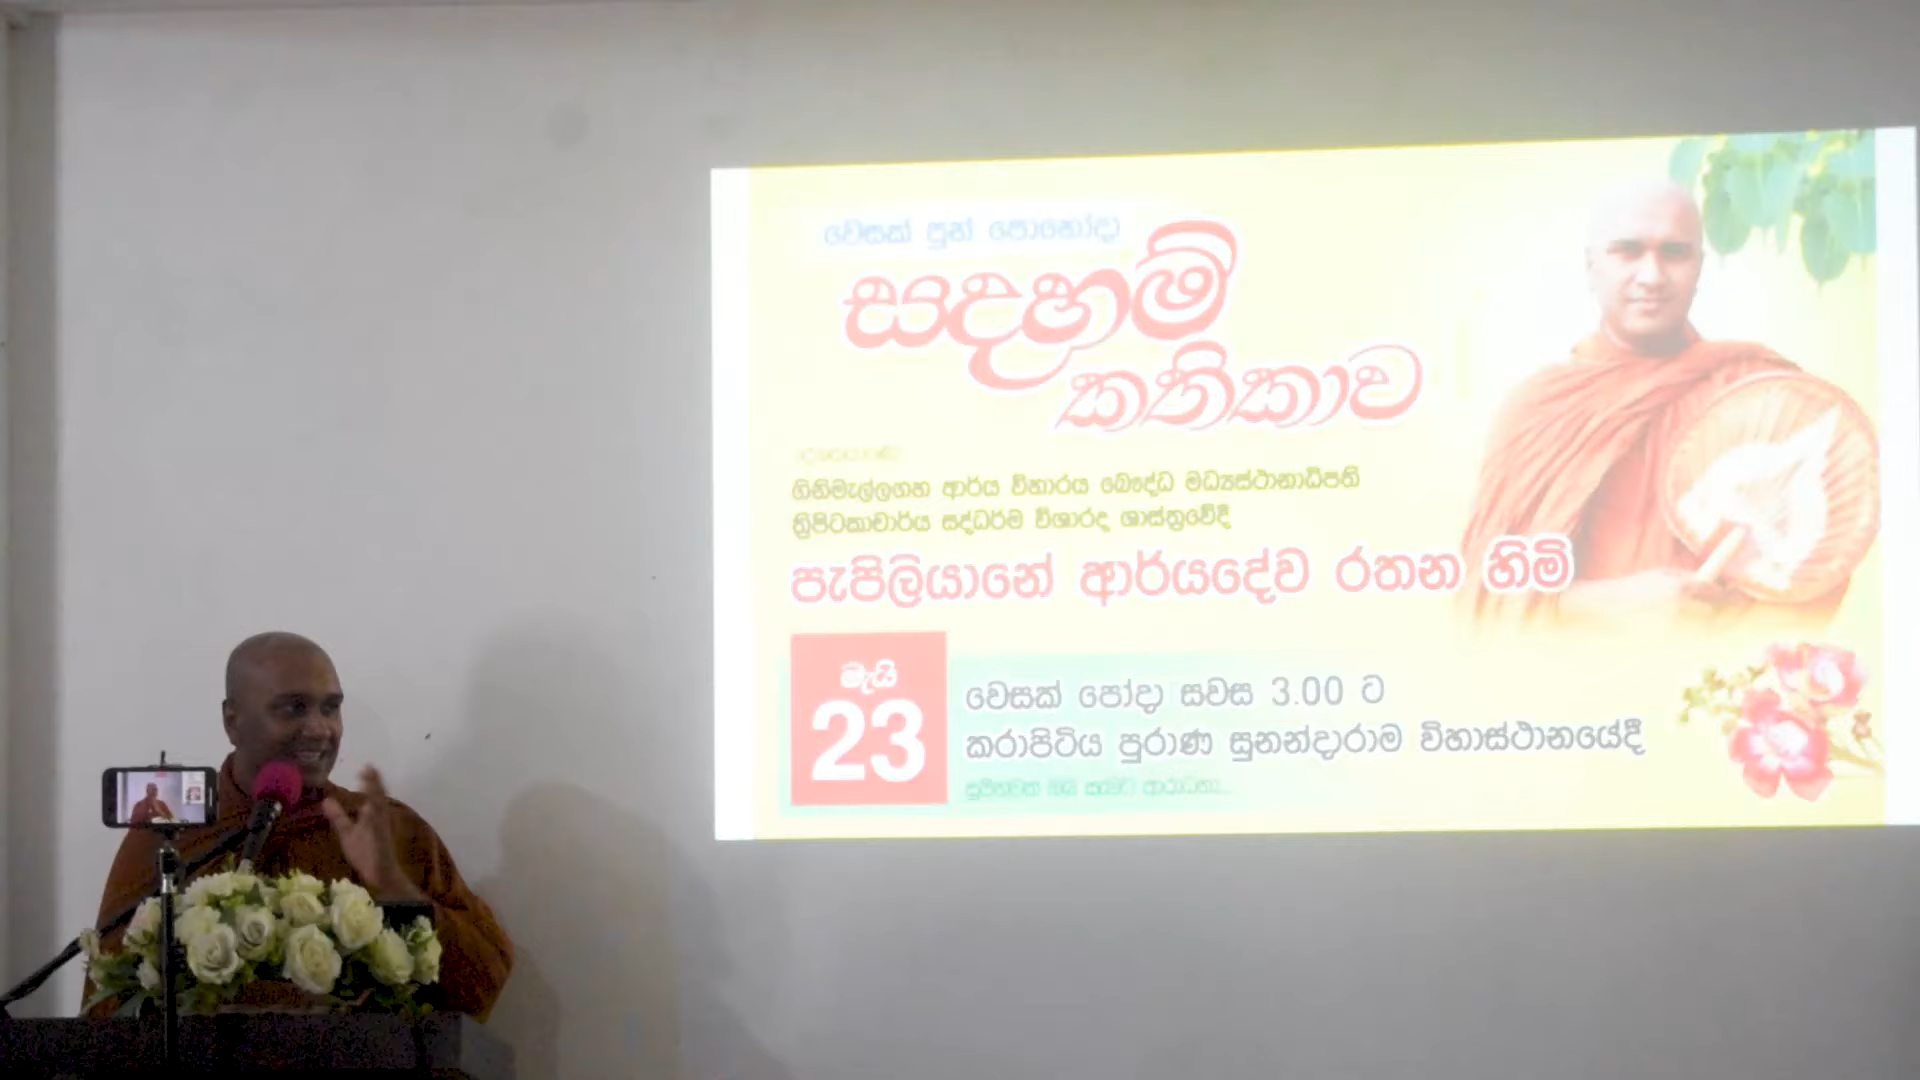 වෙසක් පුන් පොහෝදා
සදහම්
කතිකාව
ගිනිමැල්ලගහ ආර්ය විහාරය බෞද්ධ මධ්‍යස්ථානාධිපති
ත්‍රිපිටකාචාර්ය සද්ධර්ම විශාරද ශාස්ත්‍රවේදී
පැපිලියානේ ආර්යදේව රතන හිමි
මැයි
23
වෙසක් පෝදා සවස 3.00 ට
කරාපිටිය පුරාණ සුනන්දාරාම විහාස්ථානයේදී